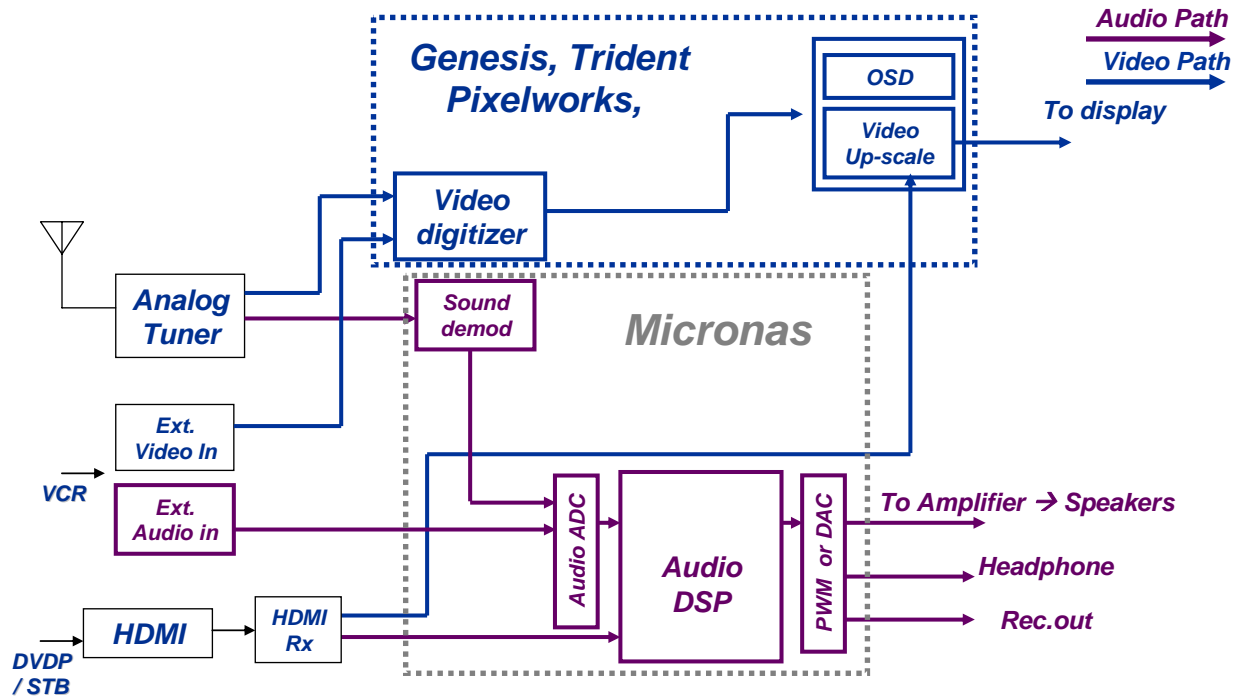 Audio Path
Video Path
To display
Genesis, Trident
Pixelworks,
OSD
Video
Up-scale
Video
digitizer
Analog
Tuner
Sound
demod
Micronas
Ext.
Video In
VCR
Ext.
Audio in
Audio ADC
Audio
DSP
PWM or DAC
To Amplifier → Speakers
Headphone
Rec.out
HDMI
HDMI
Rx
DVDP
/ STB